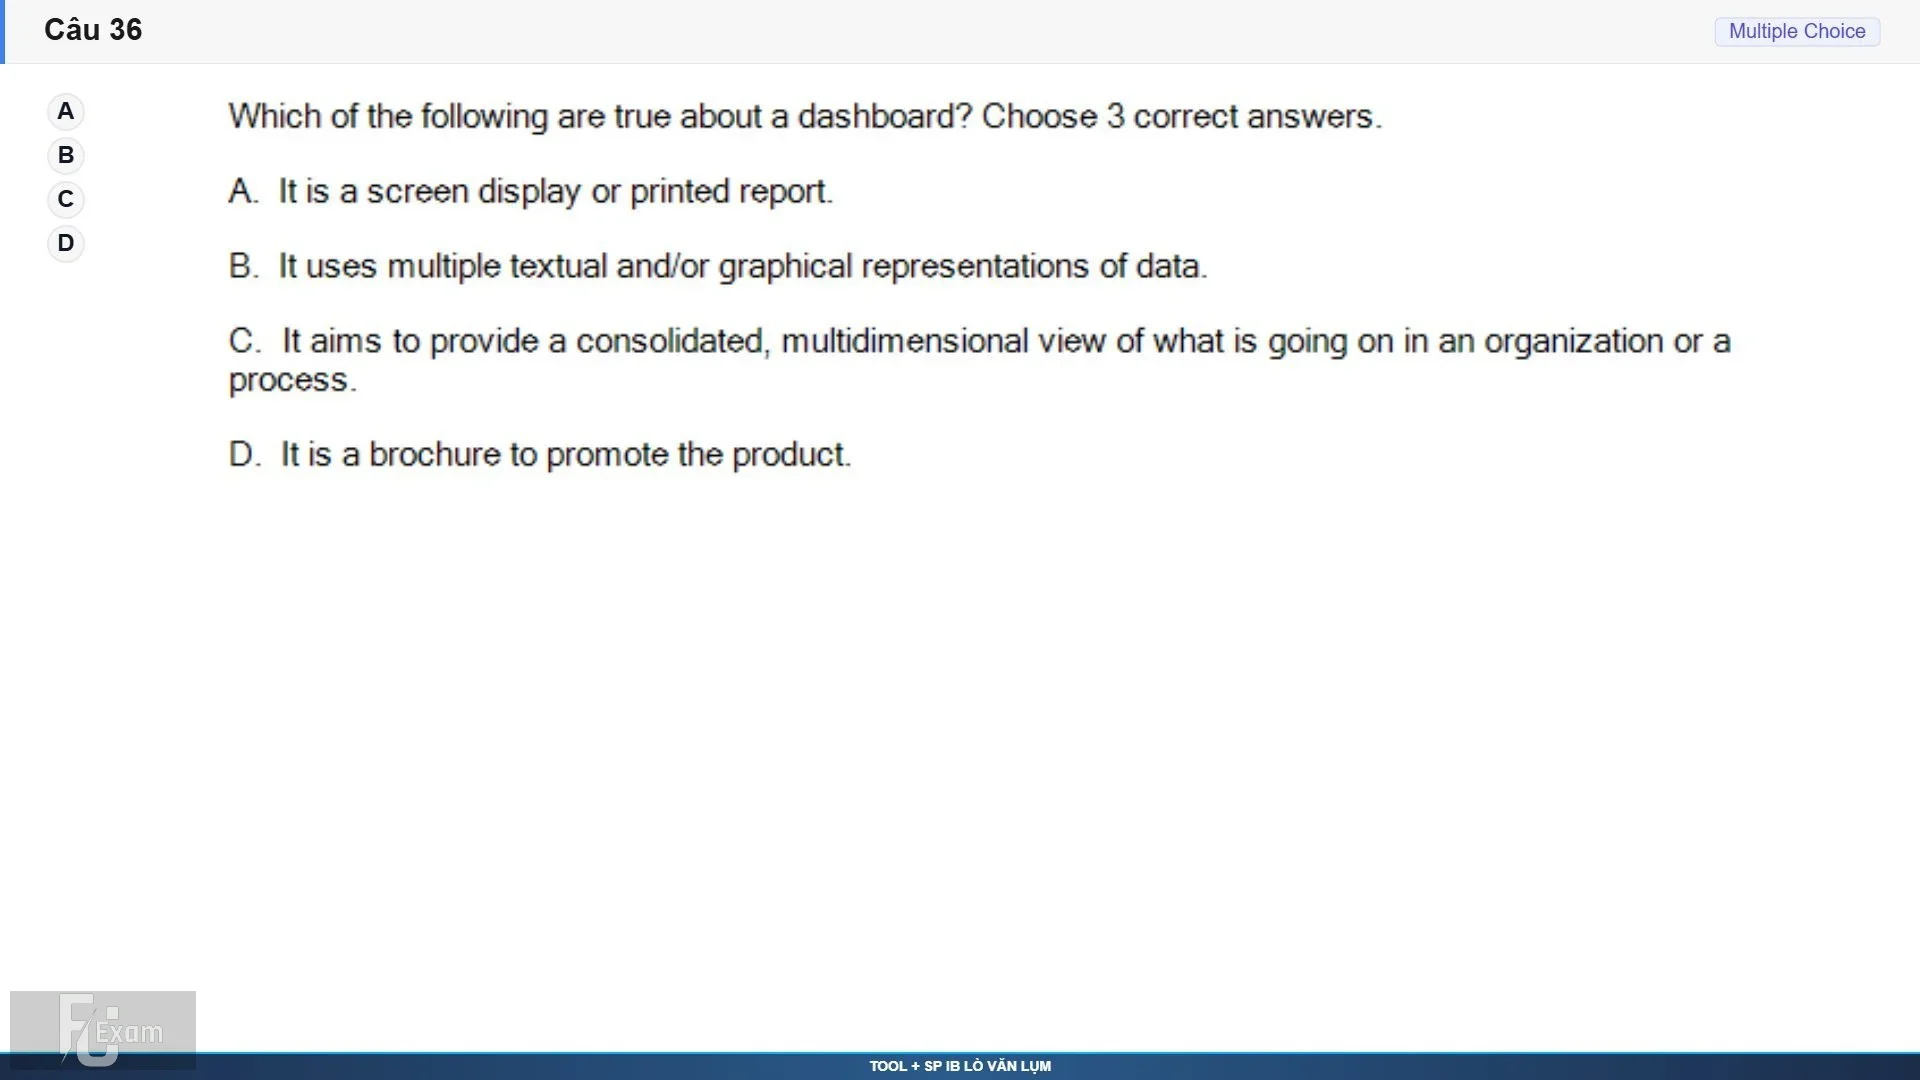 Câu 36
Multiple Choice
A
B
C
D
Which of the following are true about a dashboard? Choose 3 correct answers.
A. It is a screen display or printed report.
B. It uses multiple textual and/or graphical representations of data.
C. It aims to provide a consolidated, multidimensional view of what is going on in an organization or a
process.
D. It is a brochure to promote the product.
Exam
TOOL + SP IB LÒ VĂN LỤM